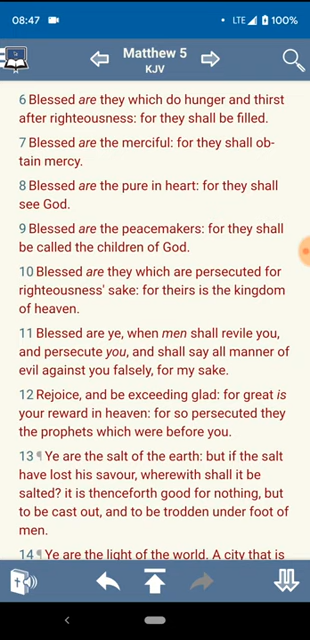 08:47
LTE 100%
Matthew 5
KJV
6 Blessed are they which do hunger and thirst
after righteousness: for they shall be filled.
7 Blessed are the merciful: for they shall ob-
tain mercy.
8 Blessed are the pure in heart: for they shall
see God.
9 Blessed are the peacemakers: for they shall
be called the children of God.
10 Blessed are they which are persecuted for
righteousness' sake: for theirs is the kingdom
of heaven.
11 Blessed are ye, when men shall revile you,
and persecute you, and shall say all manner of
evil against you falsely, for my sake.
12 Rejoice, and be exceeding glad: for great is
your reward in heaven: for so persecuted they
the prophets which were before you.
13 ¶ Ye are the salt of the earth: but if the salt
have lost his savour, wherewith shall it be
salted? it is thenceforth good for nothing, but
to be cast out, and to be trodden under foot of
men.
14 ¶ Ye are the light of the world. A city that is